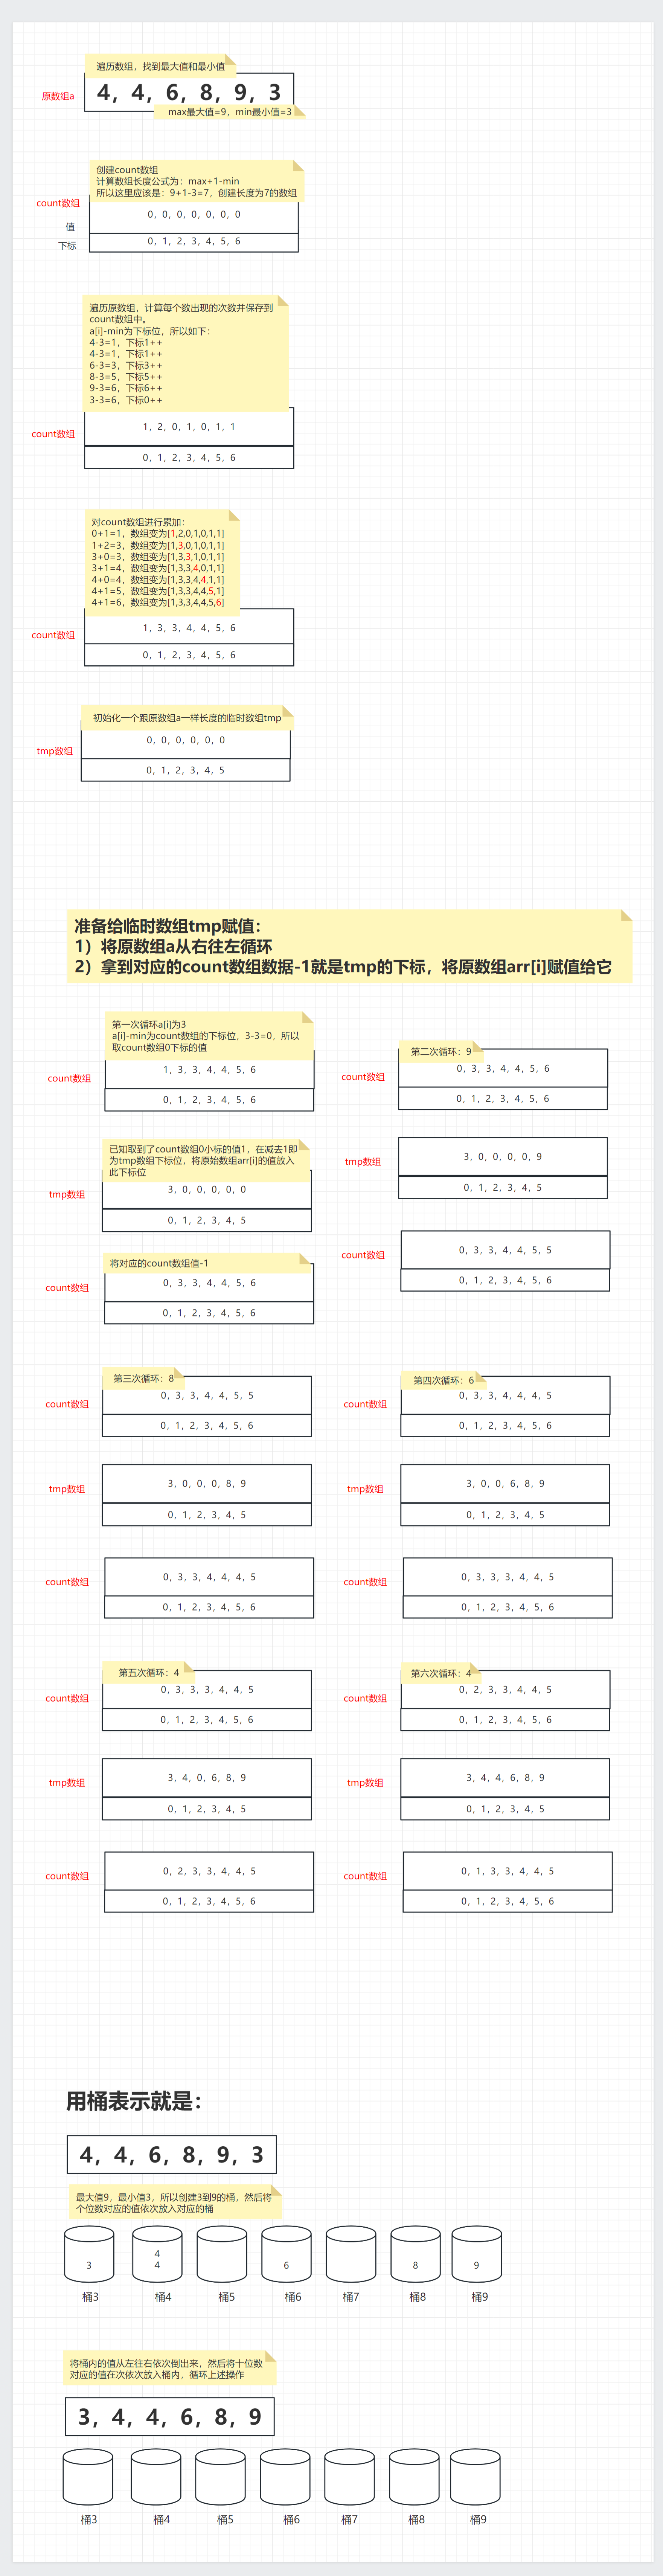 遍历数组，找到最大值和最小值
原数组a
4，4，6，8，9，3
max最大值=9，min最小值=3
创建count数组
计算数组长度公式为：max+1-min
所以这里应该是：9+1-3=7，创建长度为7的数组
count数组
0，0，0，0，0，0，0
值
下标
0，1，2，3，4，5，6
遍历原数组，计算每个数出现的次数并保存到
count数组中。
a[i]-min为下标位，所以如下：
4-3=1，下标1++
4-3=1，下标1++
6-3=3，下标3++
8-3=5，下标5++
9-3=6，下标6++
3-3=6，下标0++
count数组
1，2，0，1，0，1，1
0，1，2，3，4，5，6
对count数组进行累加：
0+1=1，数组变为[1,2,0,1,0,1,1]
1+2=3，数组变为[1,3,0,1,0,1,1]
3+0=3，数组变为[1,3,3,1,0,1,1]
3+1=4，数组变为[1,3,3,4,0,1,1]
4+0=4，数组变为[1,3,3,4,4,1,1]
4+1=5，数组变为[1,3,3,4,4,5,1]
4+1=6，数组变为[1,3,3,4,4,5,6]
count数组
1，3，3，4，4，5，6
0，1，2，3，4，5，6
初始化一个跟原数组a一样长度的临时数组tmp
tmp数组
0，0，0，0，0，0
0，1，2，3，4，5
准备给临时数组tmp赋值：
1）将原数组a从右往左循环
2）拿到对应的count数组数据-1就是tmp的下标，将原数组arr[i]赋值给它
第一次循环a[i]为3
a[i]-min为count数组的下标位，3-3=0，所以
取count数组0下标的值
count数组
1，3，3，4，4，5，6
0，1，2，3，4，5，6
已知取到了count数组0小标的值1，在减去1即
为tmp数组下标位，将原始数组arr[i]的值放入
此下标位
tmp数组
3，0，0，0，0，0
0，1，2，3，4，5
将对应的count数组值-1
count数组
0，3，3，4，4，5，6
0，1，2，3，4，5，6
第二次循环：9
count数组
0，3，3，4，4，5，6
0，1，2，3，4，5，6
tmp数组
3，0，0，0，0，9
0，1，2，3，4，5
count数组
0，3，3，4，4，5，5
0，1，2，3，4，5，6
第三次循环：8
count数组
0，3，3，4，4，5，5
0，1，2，3，4，5，6
tmp数组
3，0，0，0，8，9
0，1，2，3，4，5
count数组
0，3，3，4，4，4，5
0，1，2，3，4，5，6
第四次循环：6
count数组
0，3，3，4，4，4，5
0，1，2，3，4，5，6
tmp数组
3，0，0，6，8，9
0，1，2，3，4，5
count数组
0，3，3，3，4，4，5
0，1，2，3，4，5，6
第五次循环：4
count数组
0，3，3，3，4，4，5
0，1，2，3，4，5，6
tmp数组
3，4，0，6，8，9
0，1，2，3，4，5
count数组
0，2，3，3，4，4，5
0，1，2，3，4，5，6
第六次循环：4
count数组
0，2，3，3，4，4，5
0，1，2，3，4，5，6
tmp数组
3，4，4，6，8，9
0，1，2，3，4，5
count数组
0，1，3，3，4，4，5
0，1，2，3，4，5，6
用桶表示就是：
4，4，6，8，9，3
最大值9，最小值3，所以创建3到9的桶，然后将
个位数对应的值依次放入对应的桶
4
3 4 6 8 9
桶3 桶4 桶5 桶6 桶7 桶8 桶9
将桶内的值从左往右依次倒出来，然后将十位数
对应的值在次依次放入桶内，循环上述操作
3，4，4，6，8，9
桶3 桶4 桶5 桶6 桶7 桶8 桶9